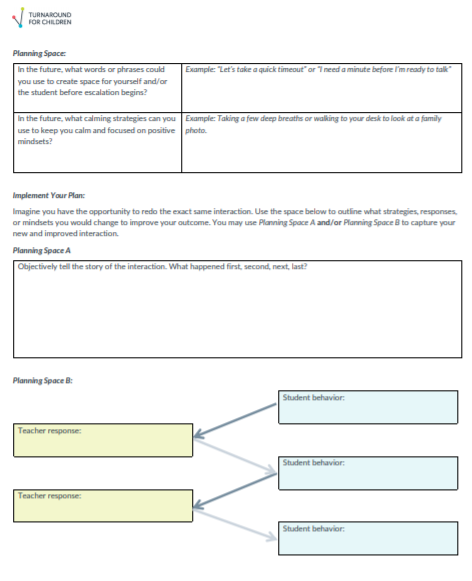 TURNAROUND
FOR CHILDREN
Planning Space:
In the future, what words or phrases could
you use to create space for yourself and/or
the student before escalation begins?
Example: "Let's take a quick timeout" or "I need a minute before I'm ready to talk"
In the future, what calming strategies can you
use to keep you calm and focused on positive
mindsets?
Example: Taking a few deep breaths or walking to your desk to look at a family
photo.
Implement Your Plan:
Imagine you have the opportunity to redo the exact same interaction. Use the space below to outline what strategies, responses,
or mindsets you would change to improve your outcome. You may use Planning Space A and/or Planning Space B to capture your
new and improved interaction.
Planning Space A
Objectively tell the story of the interaction. What happened first, second, next, last?
Planning Space B:
Student behavior:
Teacher response:
Student behavior:
Teacher response:
Student behavior: